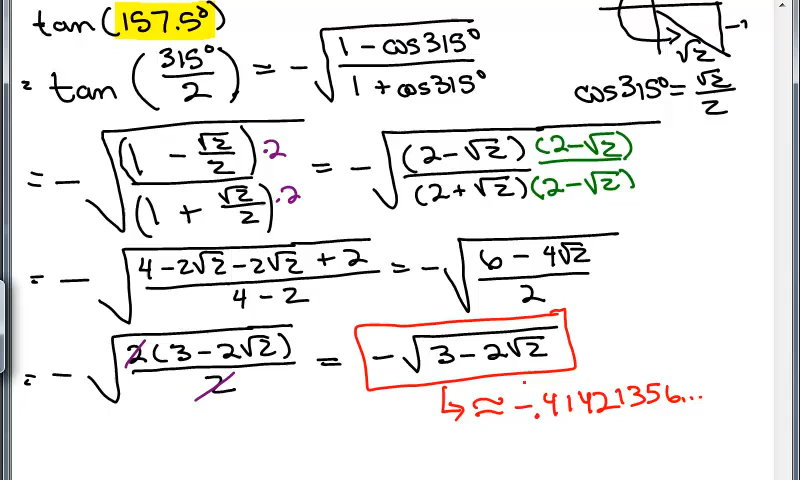 tan(157.5°)
= tan(315°/2) = -√((1 - cos315°)/(1 + cos315°))
-1
√2
cos315° = √2/2
= -√((1 - √2/2)·2/(1 + √2/2)·2) = -√((2-√2)(2-√2)/(2+√2)(2-√2))
= -√((4-2√2-2√2+2)/(4-2)) = -√((6-4√2)/2)
= -√(2(3-2√2)/2) = -√(3-2√2)
↳ ≈ -.41421356...